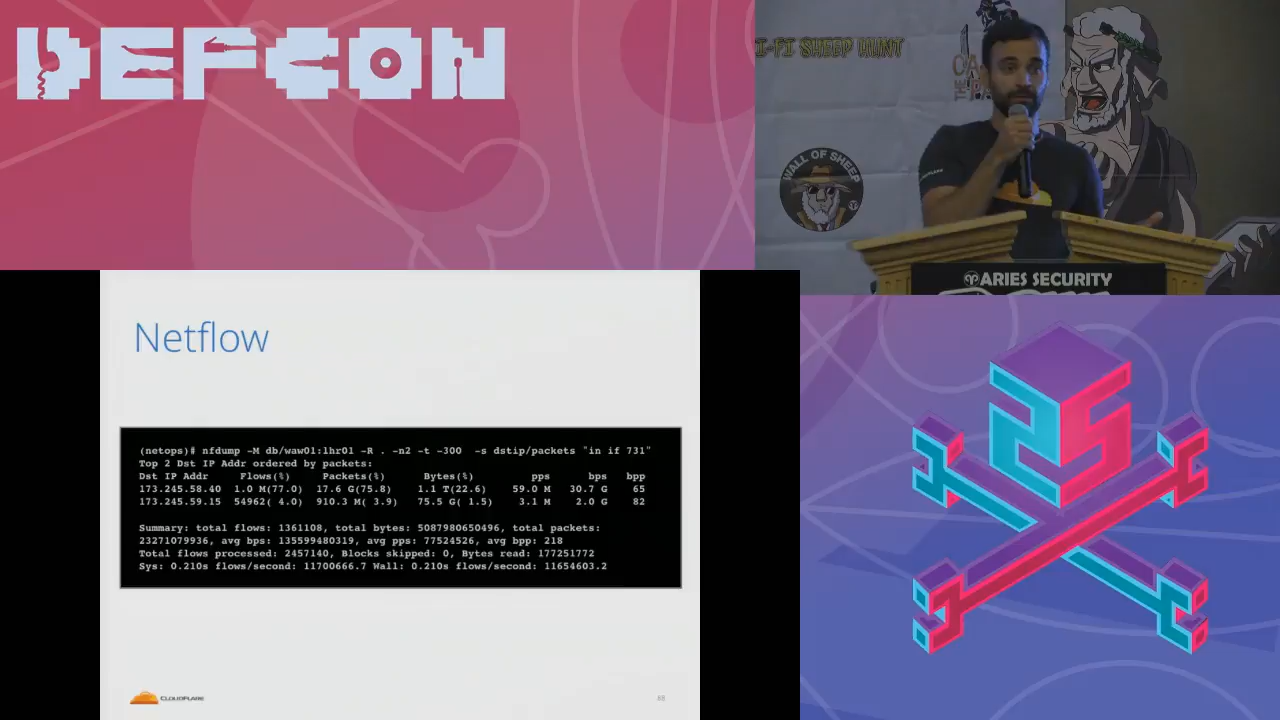 DEFCON
I-FI SHEEP HUNT
WALL OF SHEEP
CLOUDFLARE
ARIES SECURITY
Netflow
(netops)# nfdump -M db/waw01:lhr01 -R . -n2 -t -300 -s dstip/packets "in if 731"
Top 2 Dst IP Addr ordered by packets:
Dst IP Addr Flows(%) Packets(%) Bytes(%) pps bps bpp
173.245.58.40 1.0 M(77.0) 17.6 G(75.8) 1.1 T(22.6) 59.0 M 30.7 G 65
173.245.59.15 54962( 4.0) 910.3 M( 3.9) 75.5 G( 1.5) 3.1 M 2.0 G 82
Summary: total flows: 1361108, total bytes: 5087980650496, total packets:
23271079936, avg bps: 135599480319, avg pps: 77524526, avg bpp: 218
Total flows processed: 2457140, Blocks skipped: 0, Bytes read: 177251772
Sys: 0.210s flows/second: 11700666.7 Wall: 0.210s flows/second: 11654603.2
CLOUDFLARE
68